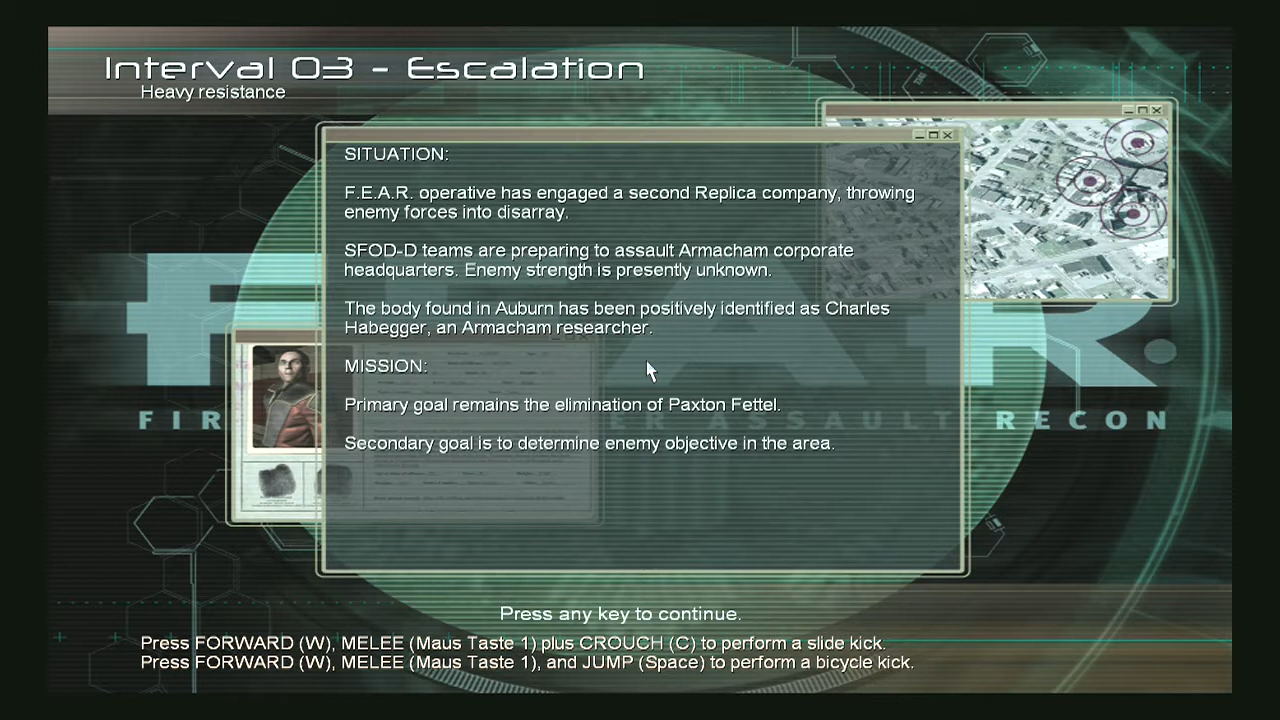 Interval 03 - Escalation
Heavy resistance
SITUATION:
F.E.A.R. operative has engaged a second Replica company, throwing
enemy forces into disarray.
SFOD-D teams are preparing to assault Armacham corporate
headquarters. Enemy strength is presently unknown.
The body found in Auburn has been positively identified as Charles
Habegger, an Armacham researcher.
MISSION:
Primary goal remains the elimination of Paxton Fettel.
Secondary goal is to determine enemy objective in the area.
ASSAULT RECON
Press any key to continue.
Press FORWARD (W), MELEE (Maus Taste 1) plus CROUCH (C) to perform a slide kick.
Press FORWARD (W), MELEE (Maus Taste 1), and JUMP (Space) to perform a bicycle kick.